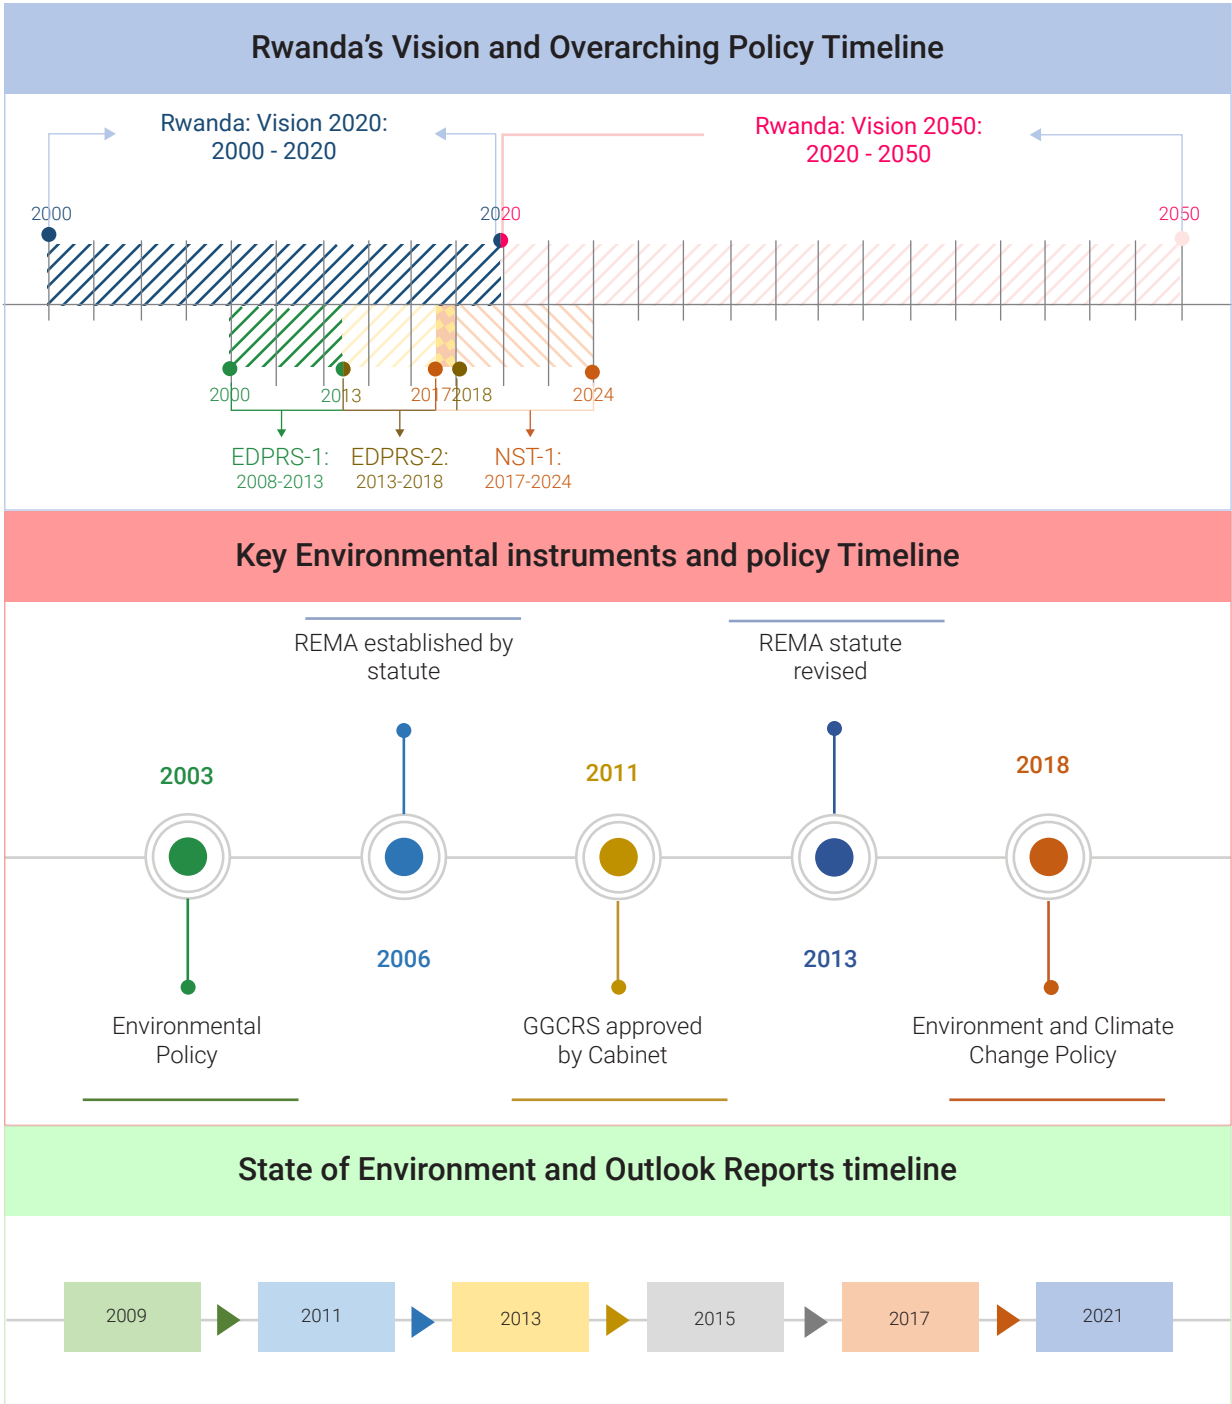 Rwanda's Vision and Overarching Policy Timeline
Rwanda: Vision 2020:
2000 - 2020
Rwanda: Vision 2050:
2020 - 2050
2000
2020
2050
2000
2013
2017
2018
2024
EDPRS-1:
2008-2013
EDPRS-2:
2013-2018
NST-1:
2017-2024
Key Environmental instruments and policy Timeline
REMA established by
statute
REMA statute
revised
2003
2011
2018
2006
2013
Environmental
Policy
GGCRS approved
by Cabinet
Environment and Climate
Change Policy
State of Environment and Outlook Reports timeline
2009
2011
2013
2015
2017
2021